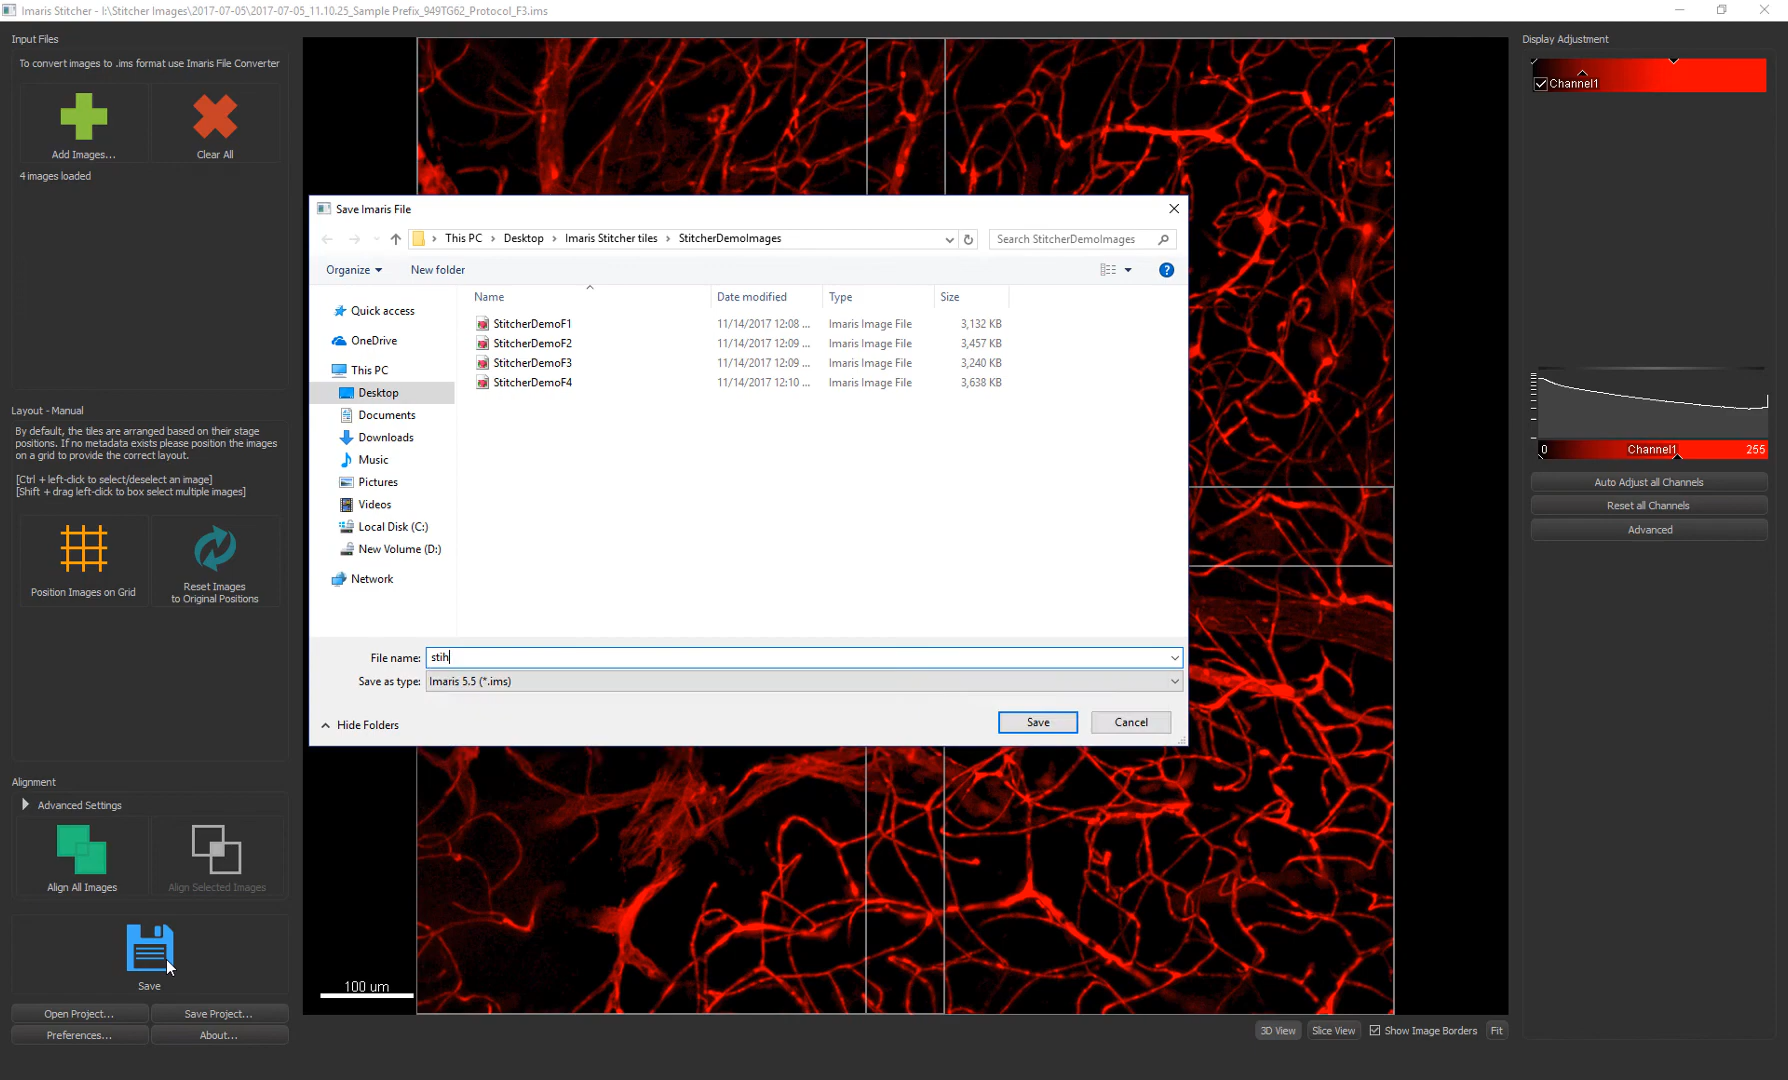 Imaris Stitcher - I:\Stitcher Images\2017-07-05\2017-07-05_11.10.25_Sample Prefix_949TG62_Protocol_F3.ims
Input Files
To convert images to .ims format use Imaris File Converter
Add Images...
Clear All
4 images loaded
Layout - Manual
By default, the tiles are arranged based on their stage
positions. If no metadata exists please position the images
on a grid to provide the correct layout.
[Ctrl + left-click to select/deselect an image]
[Shift + drag left-click to box select multiple images]
Position Images on Grid
Reset Images
to Original Positions
Alignment
Advanced Settings
Align All Images
Align Selected Images
Save
Open Project...
Save Project...
Preferences...
About...
Save Imaris File
This PC > Desktop > Imaris Stitcher tiles > StitcherDemoImages
Search StitcherDemoImages
Organize
New folder
?
Quick access
OneDrive
This PC
Desktop
Documents
Downloads
Music
Pictures
Videos
Local Disk (C:)
New Volume (D:)
Network
Name Date modified Type Size
StitcherDemoF1 11/14/2017 12:08 ... Imaris Image File 3,132 KB
StitcherDemoF2 11/14/2017 12:09 ... Imaris Image File 3,457 KB
StitcherDemoF3 11/14/2017 12:09 ... Imaris Image File 3,240 KB
StitcherDemoF4 11/14/2017 12:10 ... Imaris Image File 3,638 KB
File name: stih
Save as type: Imaris 5.5 (*.ims)
Hide Folders
Save
Cancel
100 um
3D View
Slice View
Show Image Borders
Fit
Display Adjustment
Channel1
0 Channel1 255
Auto Adjust all Channels
Reset all Channels
Advanced